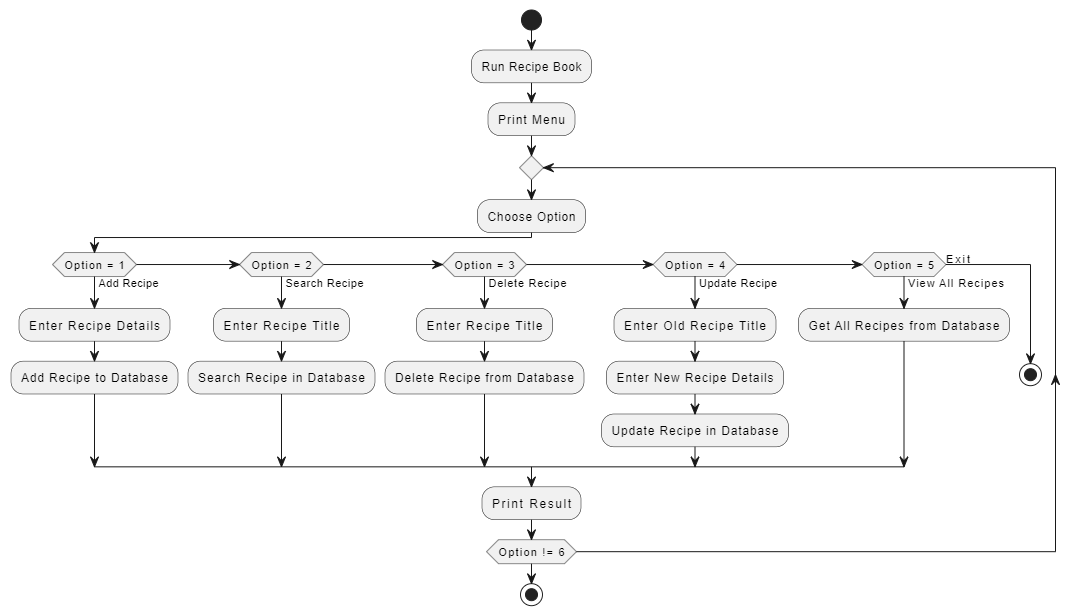 Run Recipe Book
Print Menu
Choose Option
Option = 1
Option = 2
Option = 3
Option = 4
Option = 5
Exit
Add Recipe
Search Recipe
Delete Recipe
Update Recipe
View All Recipes
Enter Recipe Details
Enter Recipe Title
Enter Recipe Title
Enter Old Recipe Title
Get All Recipes from Database
Add Recipe to Database
Search Recipe in Database
Delete Recipe from Database
Enter New Recipe Details
Update Recipe in Database
Print Result
Option != 6